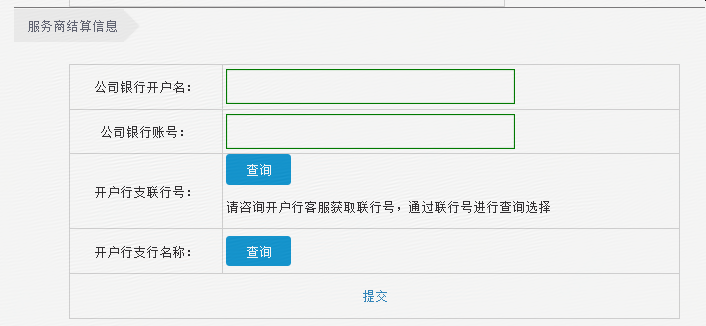 服务商结算信息
公司银行开户名：
公司银行账号：
查询
开户行支联行号：
请咨询开户行客服获取联行号，通过联行号进行查询选择
开户行支行名称：
查询
提交